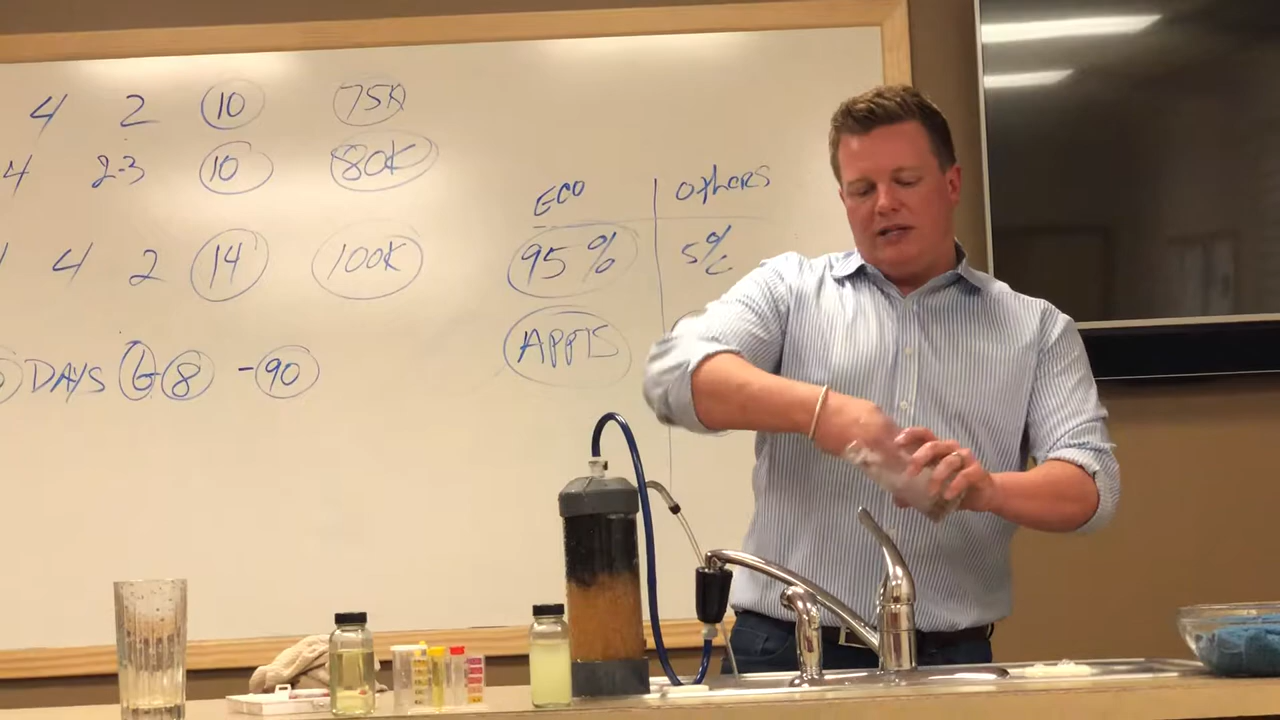 4 2 10 75K
4 2-3 10 80K
4 2 14 100K
DAYS 6-8 -90
ECO Others
95% 5%
APPTS